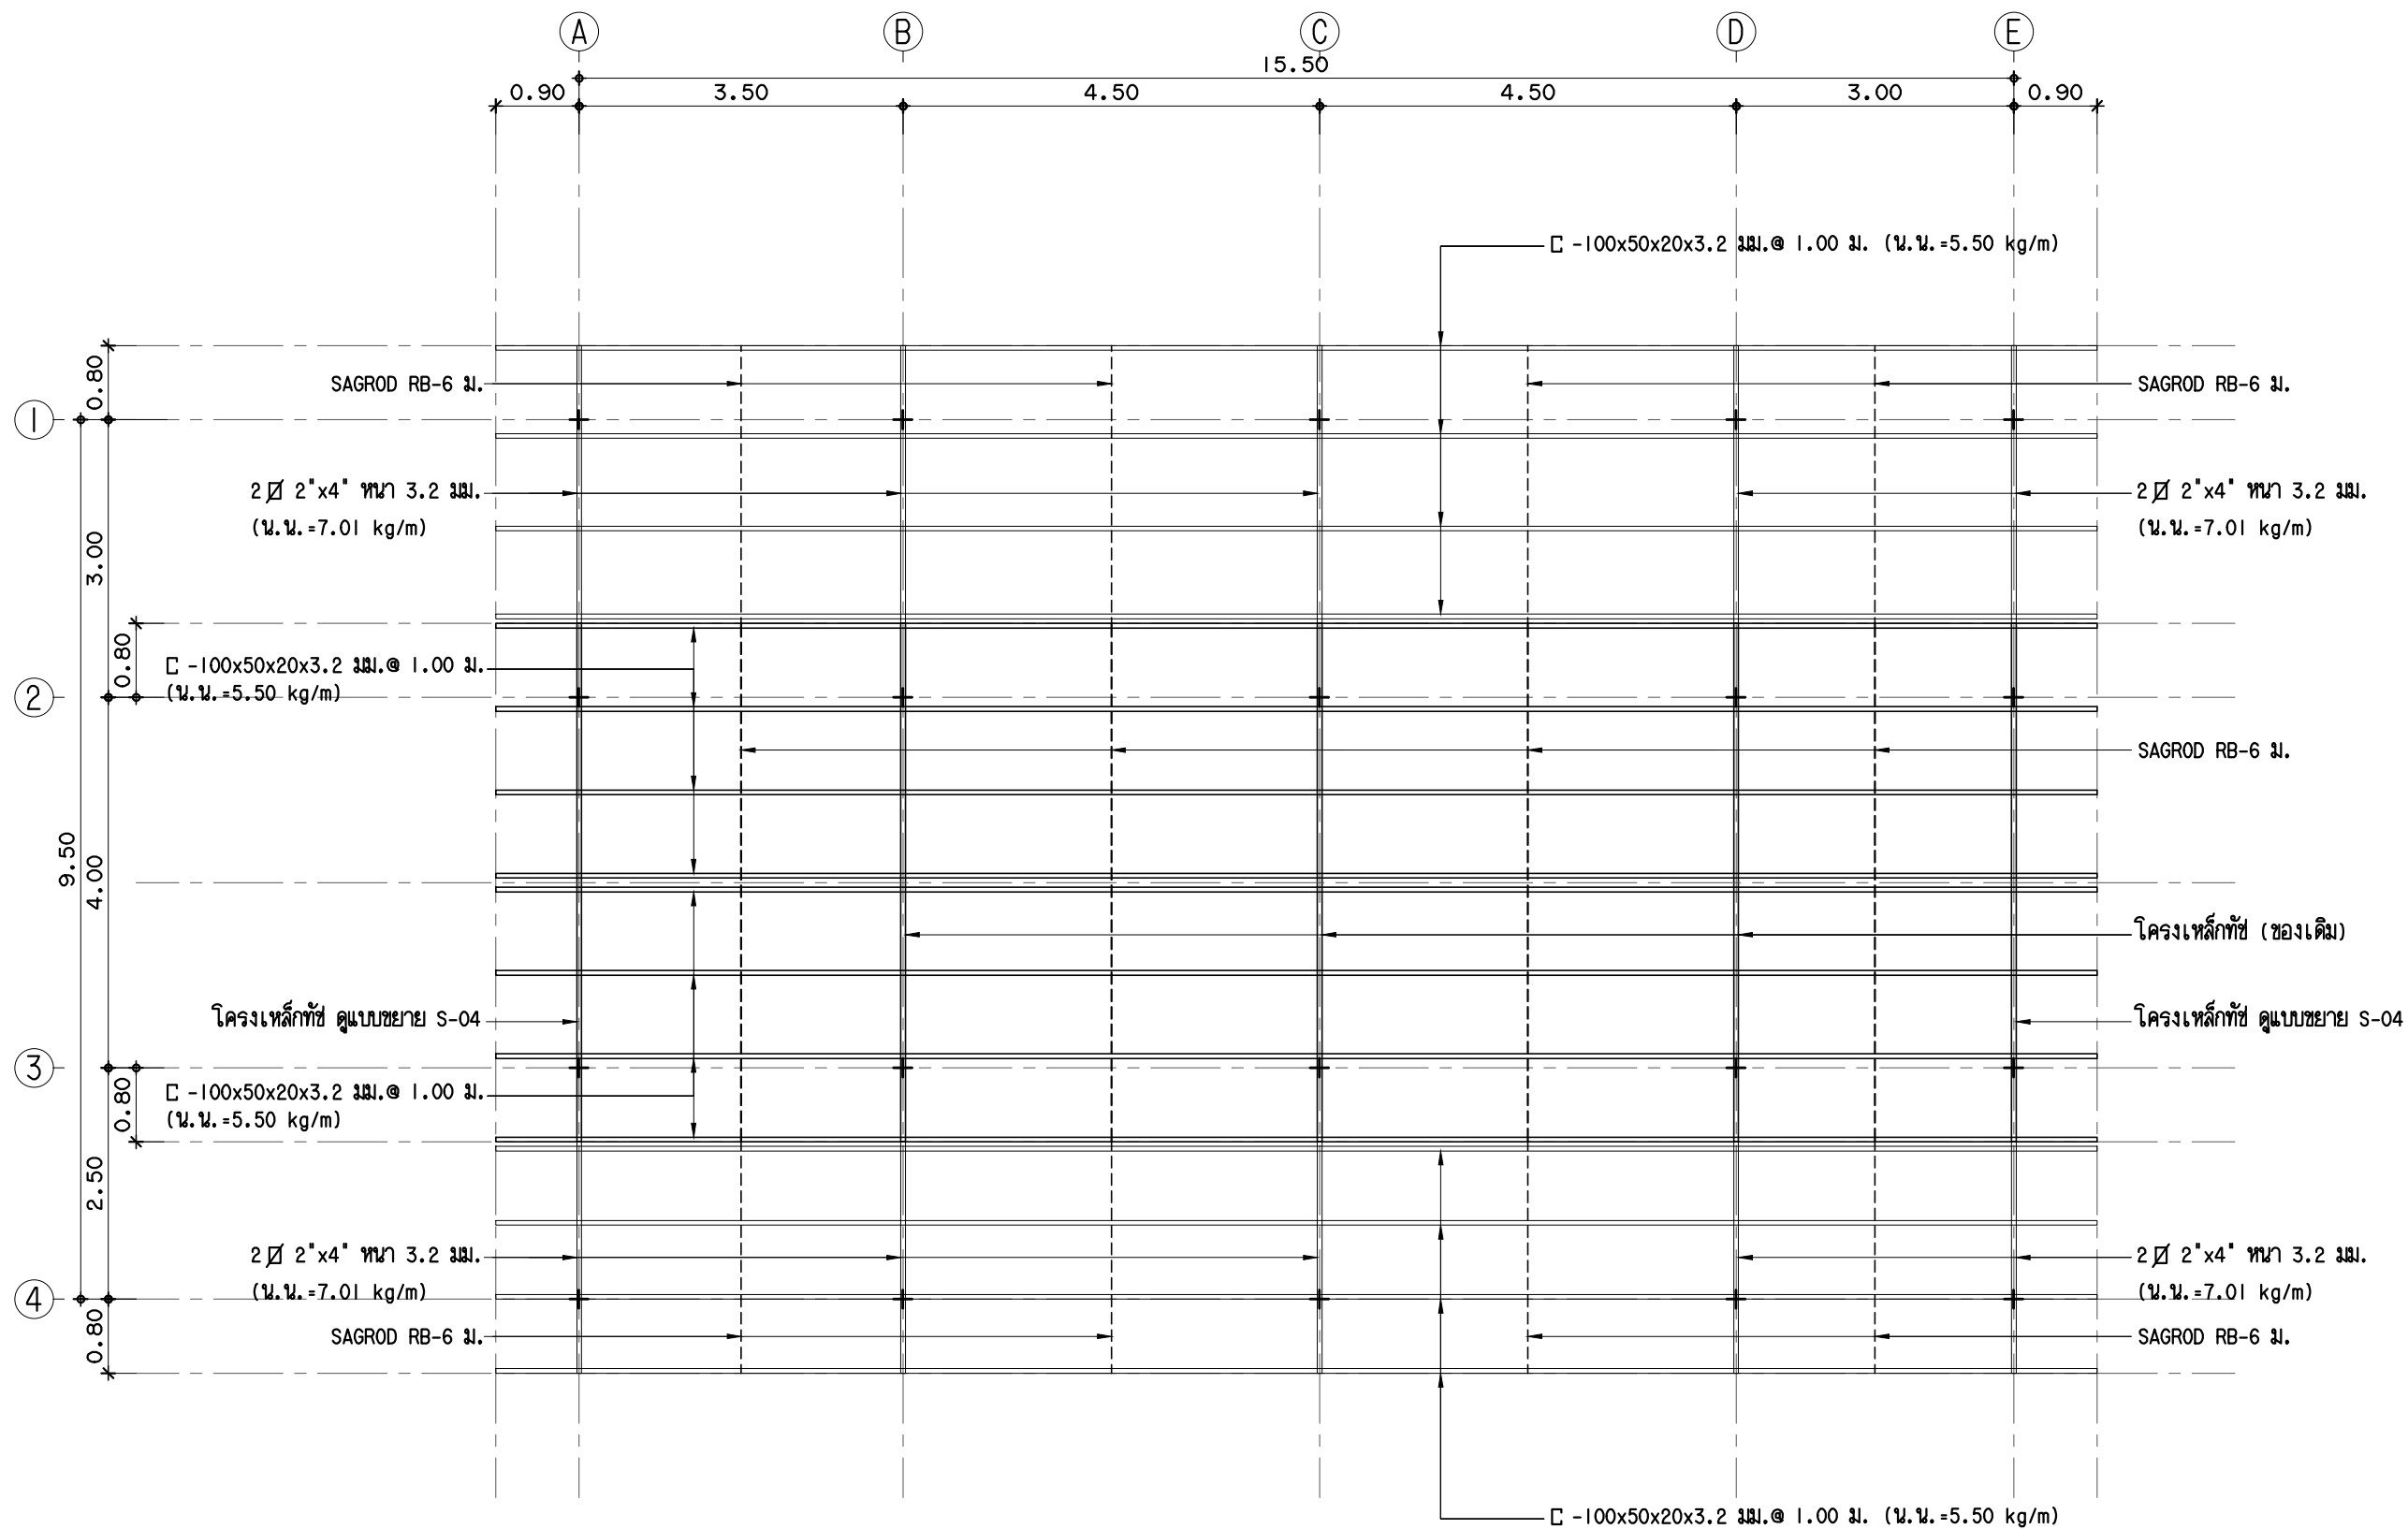 A B C D E
15.50
0.90 3.50 4.50 4.50 3.00 0.90
⊏ -100x50x20x3.2 มม.@ 1.00 ม. (น.น.=5.50 kg/m)
0.80
SAGROD RB-6 ม.
SAGROD RB-6 ม.
1
2 2"x4" หนา 3.2 มม.
(น.น.=7.01 kg/m)
2 2"x4" หนา 3.2 มม.
(น.น.=7.01 kg/m)
3.00
0.80
⊏ -100x50x20x3.2 มม.@ 1.00 ม.
(น.น.=5.50 kg/m)
2
SAGROD RB-6 ม.
9.50
4.00
โครงเหล็กทัช (ของเดิม)
โครงเหล็กทัช ดูแบบขยาย S-04
โครงเหล็กทัช ดูแบบขยาย S-04
3
0.80
⊏ -100x50x20x3.2 มม.@ 1.00 ม.
(น.น.=5.50 kg/m)
2.50
2 2"x4" หนา 3.2 มม.
(น.น.=7.01 kg/m)
2 2"x4" หนา 3.2 มม.
(น.น.=7.01 kg/m)
4
0.80
SAGROD RB-6 ม.
SAGROD RB-6 ม.
⊏ -100x50x20x3.2 มม.@ 1.00 ม. (น.น.=5.50 kg/m)